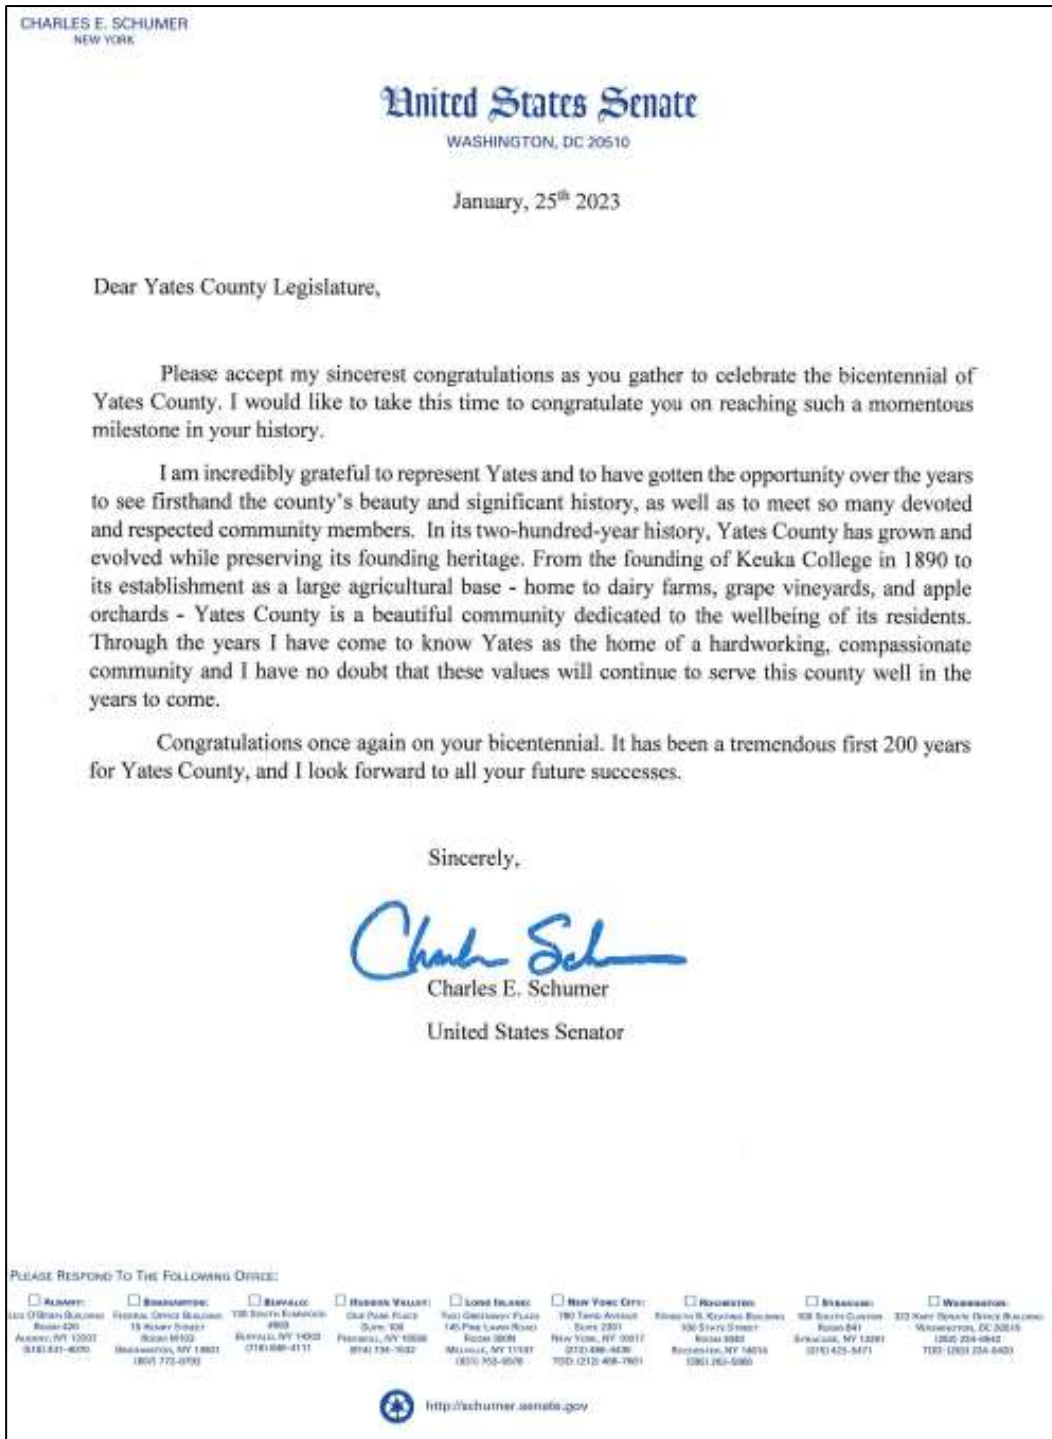 CHARLES E. SCHUMER
NEW YORK
United States Senate
WASHINGTON, DC 20510
January, 25th 2023
Dear Yates County Legislature,
Please accept my sincerest congratulations as you gather to celebrate the bicentennial of
Yates County. I would like to take this time to congratulate you on reaching such a momentous
milestone in your history.
I am incredibly grateful to represent Yates and to have gotten the opportunity over the years
to see firsthand the county's beauty and significant history, as well as to meet so many devoted
and respected community members. In its two-hundred-year history, Yates County has grown and
evolved while preserving its founding heritage. From the founding of Keuka College in 1890 to
its establishment as a large agricultural base - home to dairy farms, grape vineyards, and apple
orchards - Yates County is a beautiful community dedicated to the wellbeing of its residents.
Through the years I have come to know Yates as the home of a hardworking, compassionate
community and I have no doubt that these values will continue to serve this county well in the
years to come.
Congratulations once again on your bicentennial. It has been a tremendous first 200 years
for Yates County, and I look forward to all your future successes.
Sincerely,
Charles E. Schumer
United States Senator
PLEASE RESPOND TO THE FOLLOWING OFFICE:
ALBANY: BINGHAMTON: BUFFALO: HUDSON VALLEY: LONG ISLAND: NEW YORK CITY: ROCHESTER: SYRACUSE: WASHINGTON:
http://schumer.senate.gov